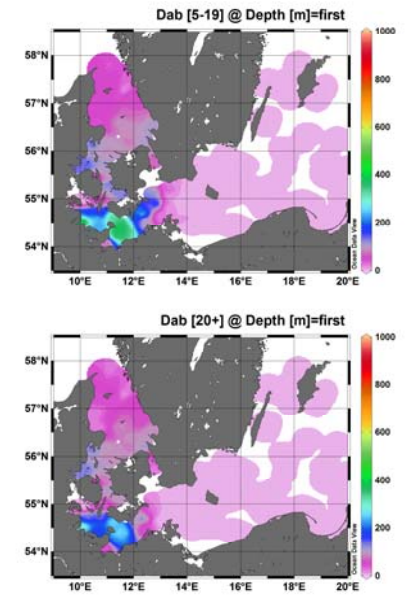 Dab [5-19] @ Depth [m]=first
58°N
57°N
56°N
55°N
54°N
10°E 12°E 14°E 16°E 18°E 20°E
1000
800
600
400
200
0
Ocean Data View
Dab [20+] @ Depth [m]=first
58°N
57°N
56°N
55°N
54°N
10°E 12°E 14°E 16°E 18°E 20°E
1000
800
600
400
200
0
Ocean Data View